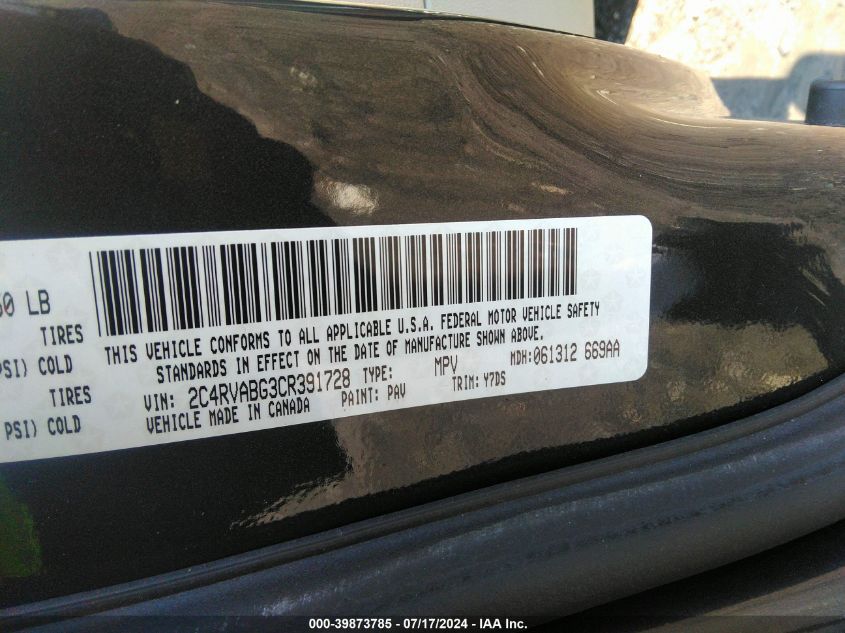 50 LB
TIRES
PSI) COLD
TIRES
PSI) COLD
THIS VEHICLE CONFORMS TO ALL APPLICABLE U.S.A. FEDERAL MOTOR VEHICLE SAFETY
STANDARDS IN EFFECT ON THE DATE OF MANUFACTURE SHOWN ABOVE.
VIN: 2C4RVABG3CR391728 TYPE: MPV MDH:061312 669AA
VEHICLE MADE IN CANADA PAINT: PAV TRIM: Y7DS
000-39873785 - 07/17/2024 - IAA Inc.